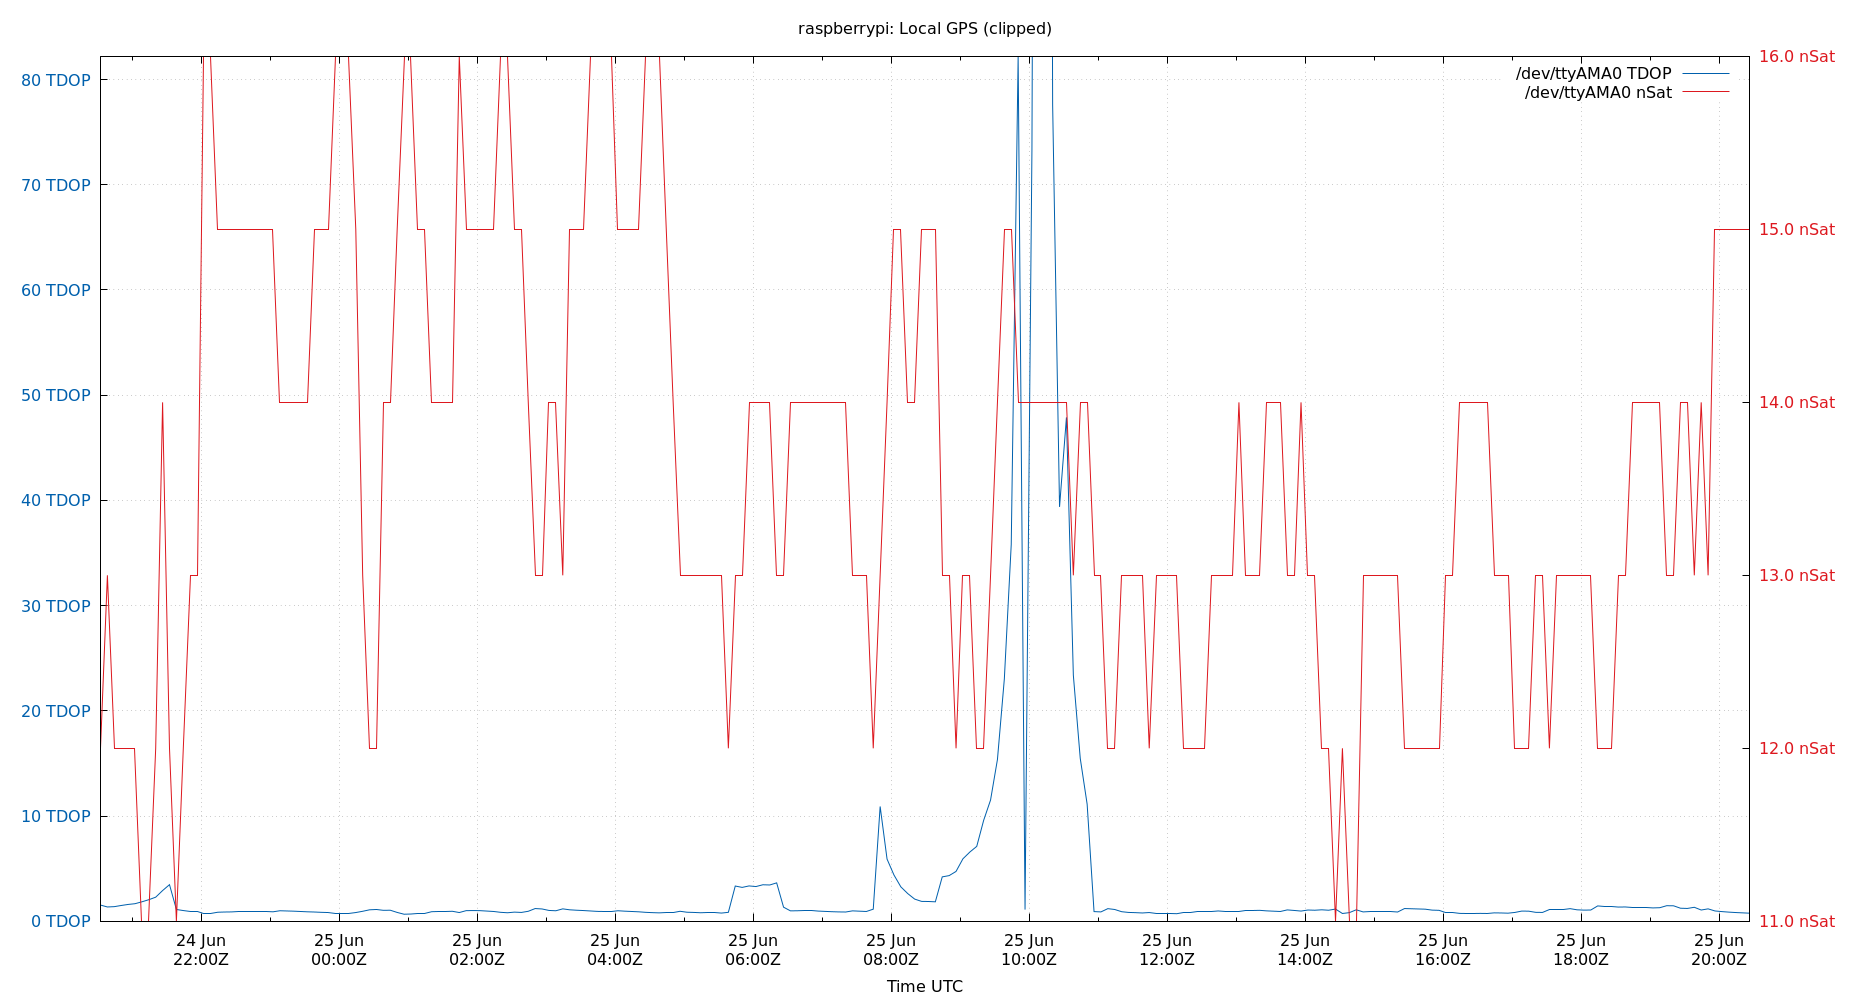 raspberrypi: Local GPS (clipped)
/dev/ttyAMA0 TDOP
/dev/ttyAMA0 nSat
80 TDOP
70 TDOP
60 TDOP
50 TDOP
40 TDOP
30 TDOP
20 TDOP
10 TDOP
0 TDOP
16.0 nSat
15.0 nSat
14.0 nSat
13.0 nSat
12.0 nSat
11.0 nSat
24 Jun
22:00Z
25 Jun
00:00Z
25 Jun
02:00Z
25 Jun
04:00Z
25 Jun
06:00Z
25 Jun
08:00Z
25 Jun
10:00Z
25 Jun
12:00Z
25 Jun
14:00Z
25 Jun
16:00Z
25 Jun
18:00Z
25 Jun
20:00Z
Time UTC